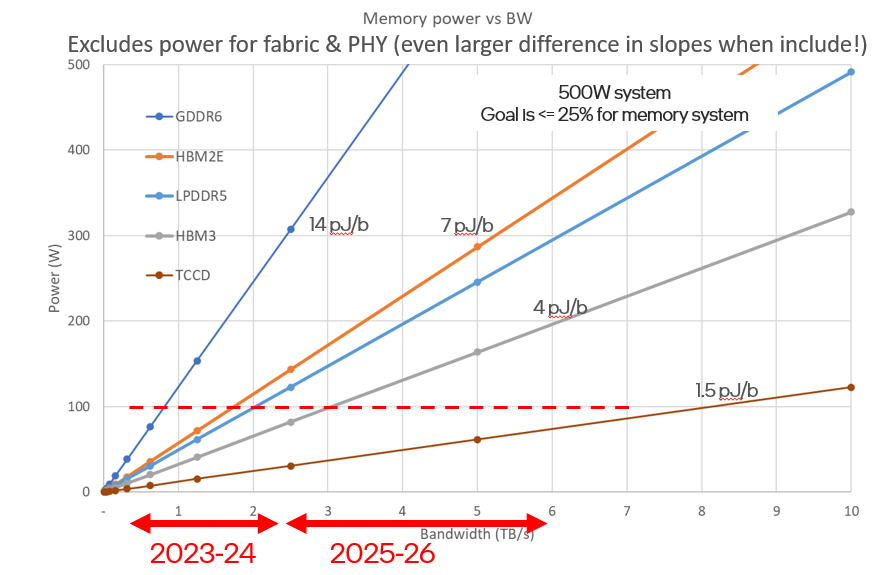 Memory power vs BW
Excludes power for fabric & PHY (even larger difference in slopes when include!)
500W system
Goal is <= 25% for memory system
GDDR6
HBM2E
LPDDR5
HBM3
TCCD
14 pJ/b
7 pJ/b
4 pJ/b
1.5 pJ/b
Power (W)
500
400
300
200
100
0
- 1 2 3 4 5 6 7 8 9 10
Bandwidth (TB/s)
2023-24
2025-26